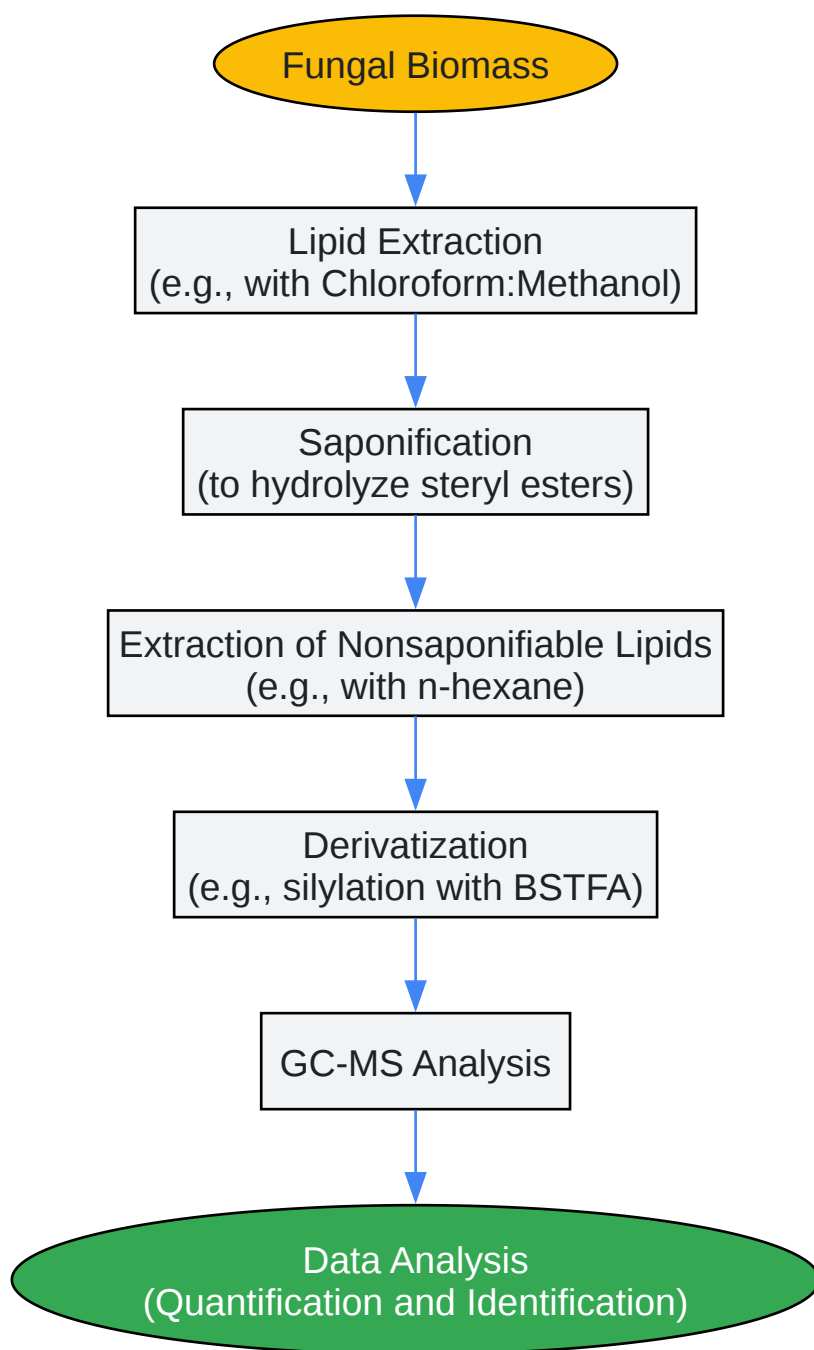 Fungal Biomass
Lipid Extraction
(e.g., with Chloroform:Methanol)
Saponification
(to hydrolyze steryl esters)
Extraction of Nonsaponifiable Lipids
(e.g., with n-hexane)
Derivatization
(e.g., silylation with BSTFA)
GC-MS Analysis
Data Analysis
(Quantification and Identification)